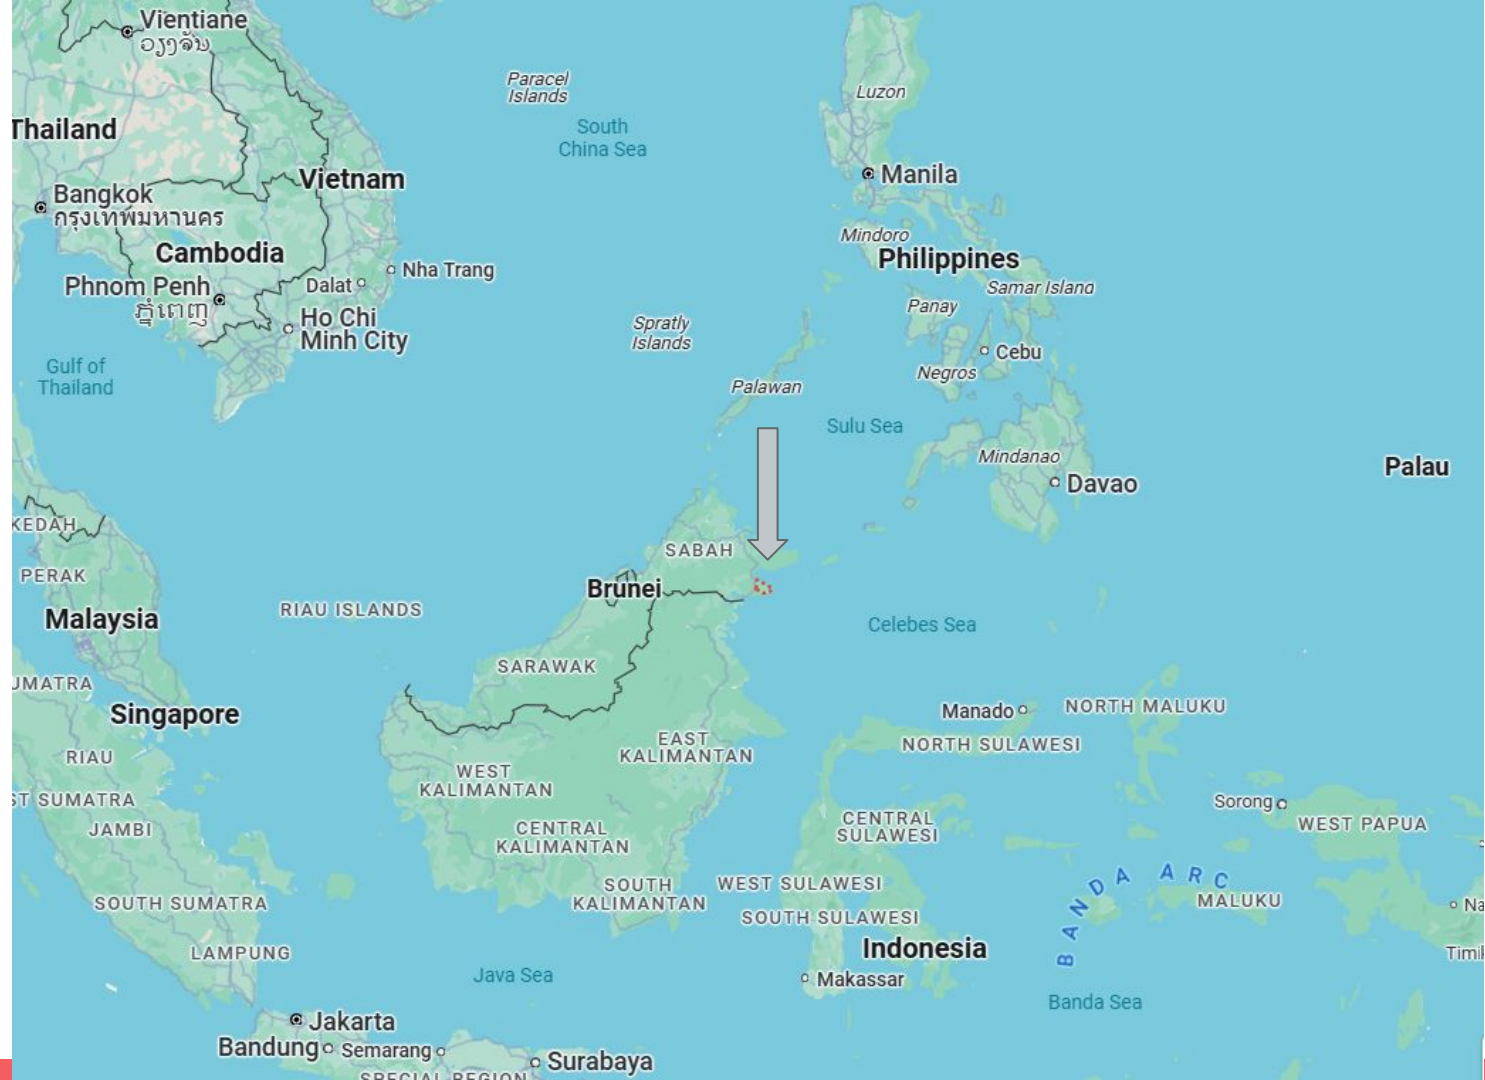 Vientiane
ວຽງຈັນ
Paracel
Islands
Luzon
South
China Sea
Thailand
Manila
Vietnam
Bangkok
กรุงเทพมหานคร
Mindoro
Philippines
Cambodia
Nha Trang
Phnom Penh
ភ្នំពេញ
Dalat
Samar Island
Panay
Ho Chi
Minh City
Spratly
Islands
Cebu
Gulf of
Thailand
Negros
Palawan
Sulu Sea
Mindanao
Palau
Davao
KEDAH
SABAH
PERAK
Brunei
RIAU ISLANDS
Malaysia
Celebes Sea
SARAWAK
UMATRA
Singapore
Manado
NORTH MALUKU
EAST
KALIMANTAN
NORTH SULAWESI
RIAU
WEST
KALIMANTAN
ST SUMATRA
Sorong
JAMBI
CENTRAL
KALIMANTAN
CENTRAL
SULAWESI
WEST PAPUA
BANDA ARC
SOUTH
KALIMANTAN
WEST SULAWESI
MALUKU
SOUTH SUMATRA
SOUTH SULAWESI
Na
LAMPUNG
Indonesia
Timik
Java Sea
Makassar
Banda Sea
Jakarta
Bandung
Semarang
Surabaya
SPECIAL REGION